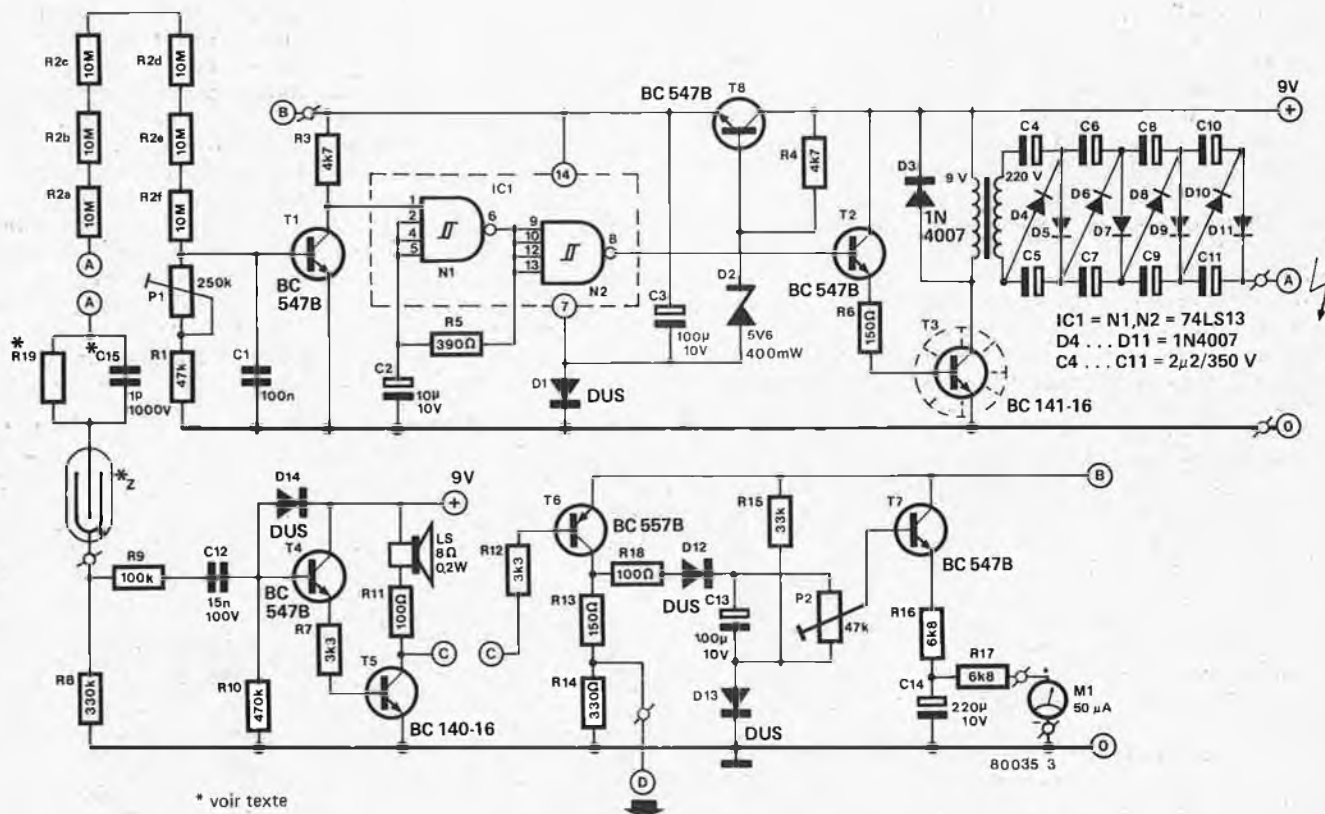 R2c
10M
R2d
10M
R2b
10M
R2e
10M
R2a
10M
R2f
10M
A
A
*
R19
*
C15
1p
1000V
P1
250k
R1
47k
C1
100n
*Z
B
R3
4k7
T1
BC
547B
IC1
14
1
2
4
5
6
N1
9
10
12
13
8
N2
7
R5
390Ω
C2
10µ
10V
D1
DUS
BC 547B
T8
C3
100µ
10V
R4
4k7
D2
5V6
400mW
T2
BC547B
R6
150Ω
D3
1N
4007
T3
BC 141-16
9 V
220 V
9V
+
C4
C6
C8
C10
D4
D5
D6
D7
D8
D9
D10
D11
C5
C7
C9
C11
A
IC1 = N1,N2 = 74LS13
D4 ... D11 = 1N4007
C4 ... C11 = 2µ2/350 V
0
R9
100k
C12
15n
100V
R8
330k
D14
DUS
T4
BC
547B
R7
3k3
R10
470k
9V
+
LS
8 Ω
0,2W
R11
100Ω
C
T5
BC 140-16
R12
3k3
C
T6
BC 557B
R18
100Ω
D12
DUS
R13
150Ω
R14
330Ω
D
C13
100µ
10V
D13
DUS
R15
33k
P2
47k
T7
BC 547B
B
R16
6k8
R17
6k8
C14
220µ
10V
+
M1
50 µA
-
0
80035 3
* voir texte